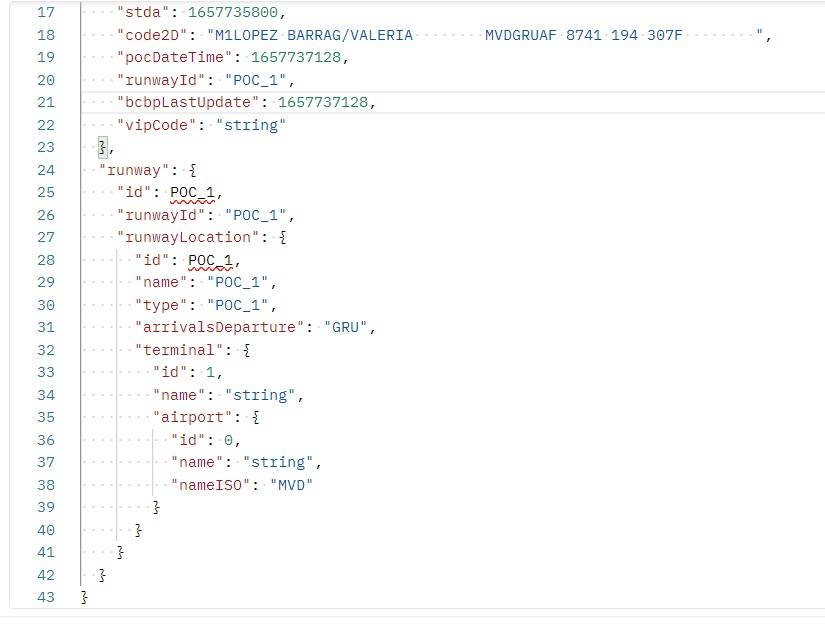 17 "stda": 1657735800,
18 "code2D": "M1LOPEZ BARRAG/VALERIA        MVDGRUAF 8741 194 307F        ",
19 "pocDateTime": 1657737128,
20 "runwayId": "POC_1",
21 "bcbpLastUpdate": 1657737128,
22 "vipCode": "string"
23 },
24 "runway": {
25 "id": POC_1,
26 "runwayId": "POC_1",
27 "runwayLocation": {
28 "id": POC_1,
29 "name": "POC_1",
30 "type": "POC_1",
31 "arrivalsDeparture": "GRU",
32 "terminal": {
33 "id": 1,
34 "name": "string",
35 "airport": {
36 "id": 0,
37 "name": "string",
38 "nameISO": "MVD"
39 }
40 }
41 }
42 }
43 }